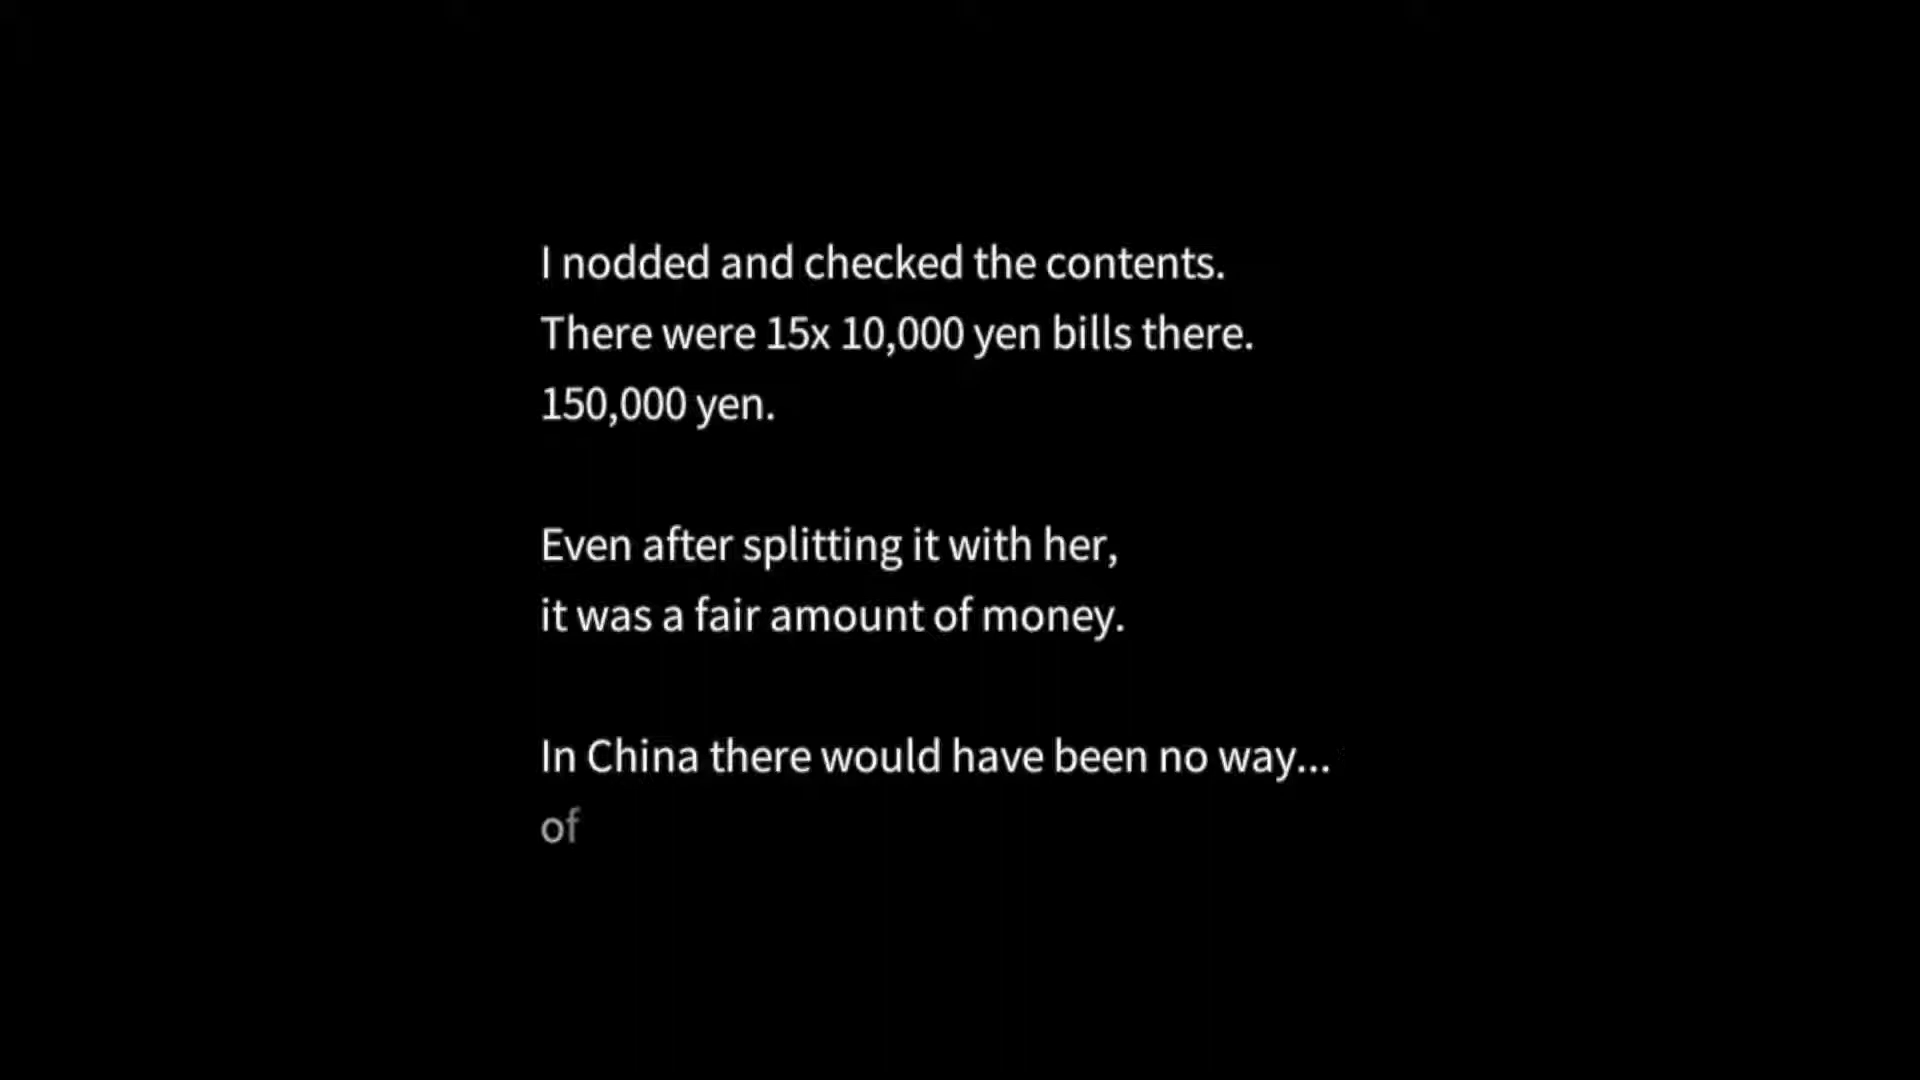 I nodded and checked the contents.
There were 15x 10,000 yen bills there.
150,000 yen.
Even after splitting it with her,
it was a fair amount of money.
In China there would have been no way...
of